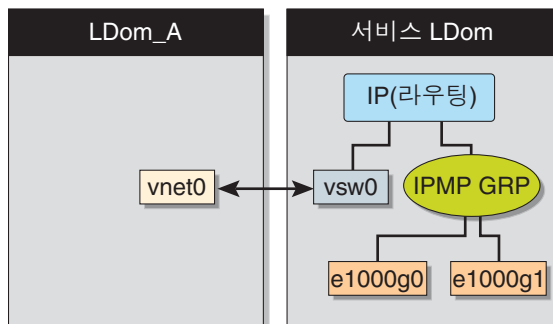 LDom_A
서비스 LDom
IP(라우팅)
vnet0
vsw0
IPMP GRP
e1000g0
e1000g1